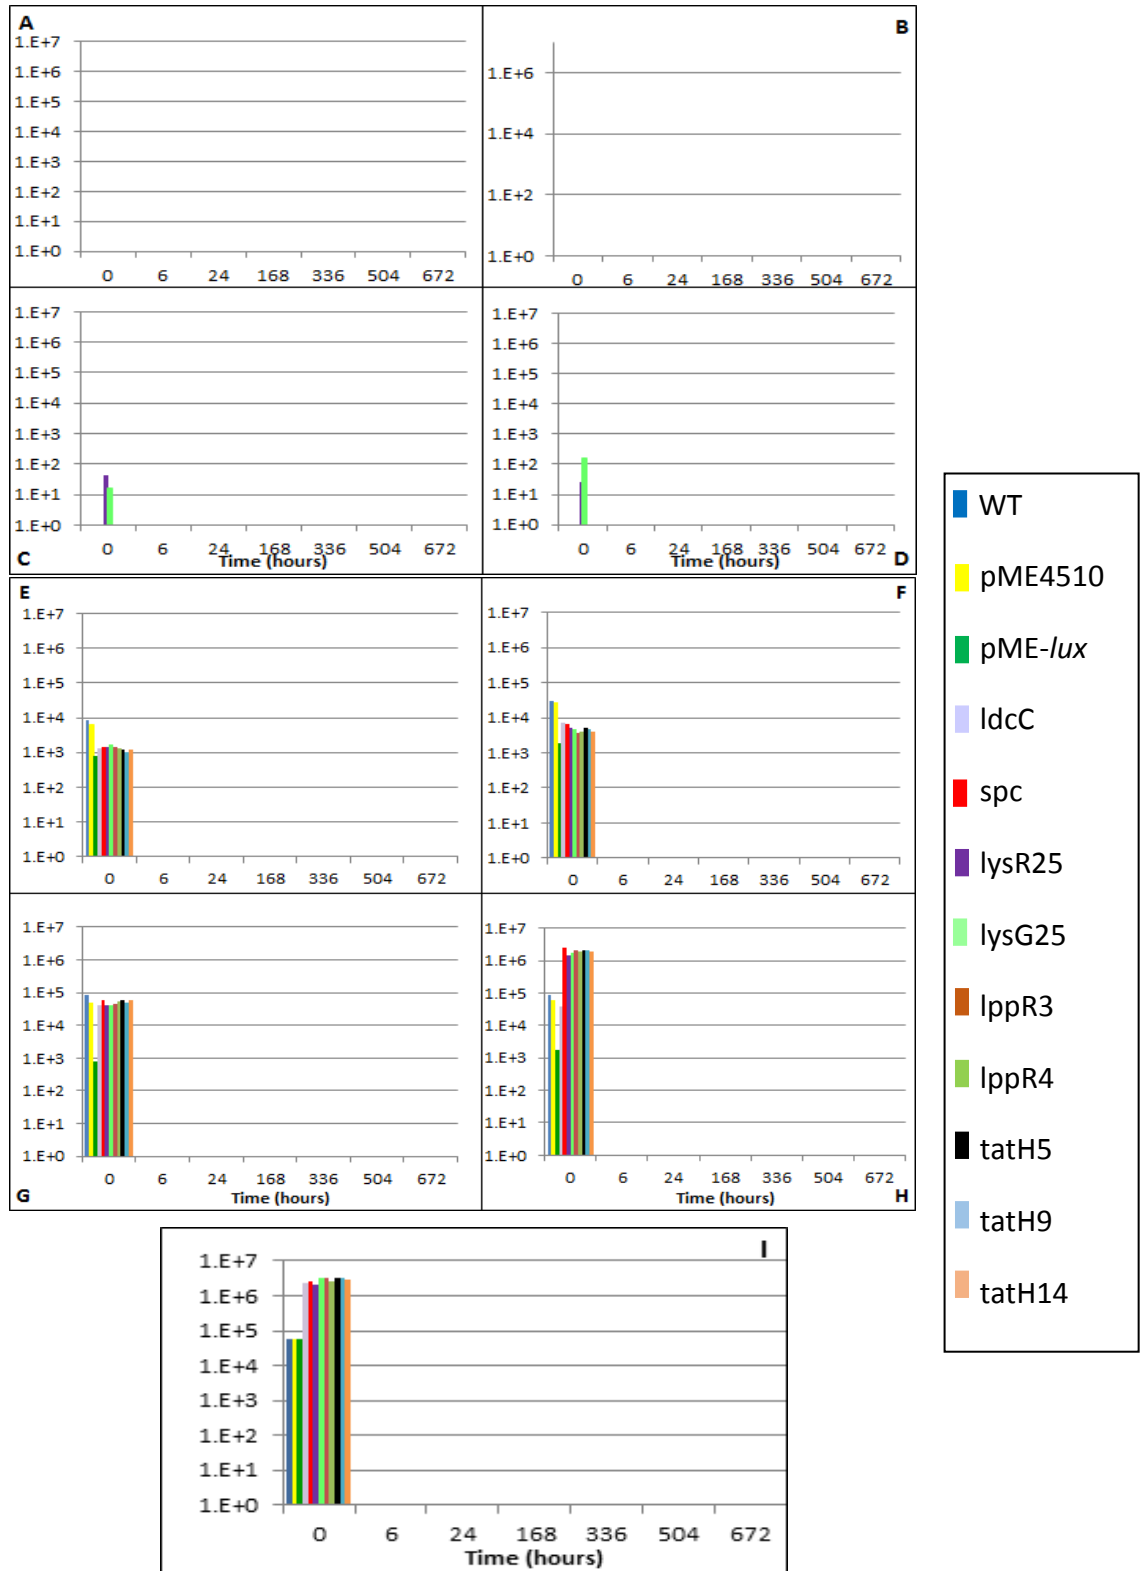 A
1.E+7
1.E+6
1.E+5
1.E+4
1.E+3
1.E+2
1.E+1
1.E+0
0 6 24 168 336 504 672
B
1.E+6
1.E+4
1.E+2
1.E+0
0 6 24 168 336 504 672
1.E+7
1.E+6
1.E+5
1.E+4
1.E+3
1.E+2
1.E+1
1.E+0
0 6 24 168 336 504 672
C
Time (hours)
1.E+7
1.E+6
1.E+5
1.E+4
1.E+3
1.E+2
1.E+1
1.E+0
0 6 24 168 336 504 672
Time (hours)
D
E
1.E+7
1.E+6
1.E+5
1.E+4
1.E+3
1.E+2
1.E+1
1.E+0
0 6 24 168 336 504 672
F
1.E+7
1.E+6
1.E+5
1.E+4
1.E+3
1.E+2
1.E+1
1.E+0
0 6 24 168 336 504 672
1.E+7
1.E+6
1.E+5
1.E+4
1.E+3
1.E+2
1.E+1
1.E+0
0 6 24 168 336 504 672
G
Time (hours)
1.E+7
1.E+6
1.E+5
1.E+4
1.E+3
1.E+2
1.E+1
1.E+0
0 6 24 168 336 504 672
Time (hours)
H
I
1.E+7
1.E+6
1.E+5
1.E+4
1.E+3
1.E+2
1.E+1
1.E+0
0 6 24 168 336 504 672
Time (hours)
WT
pME4510
pME-lux
ldcC
spc
lysR25
lysG25
lppR3
lppR4
tatH5
tatH9
tatH14